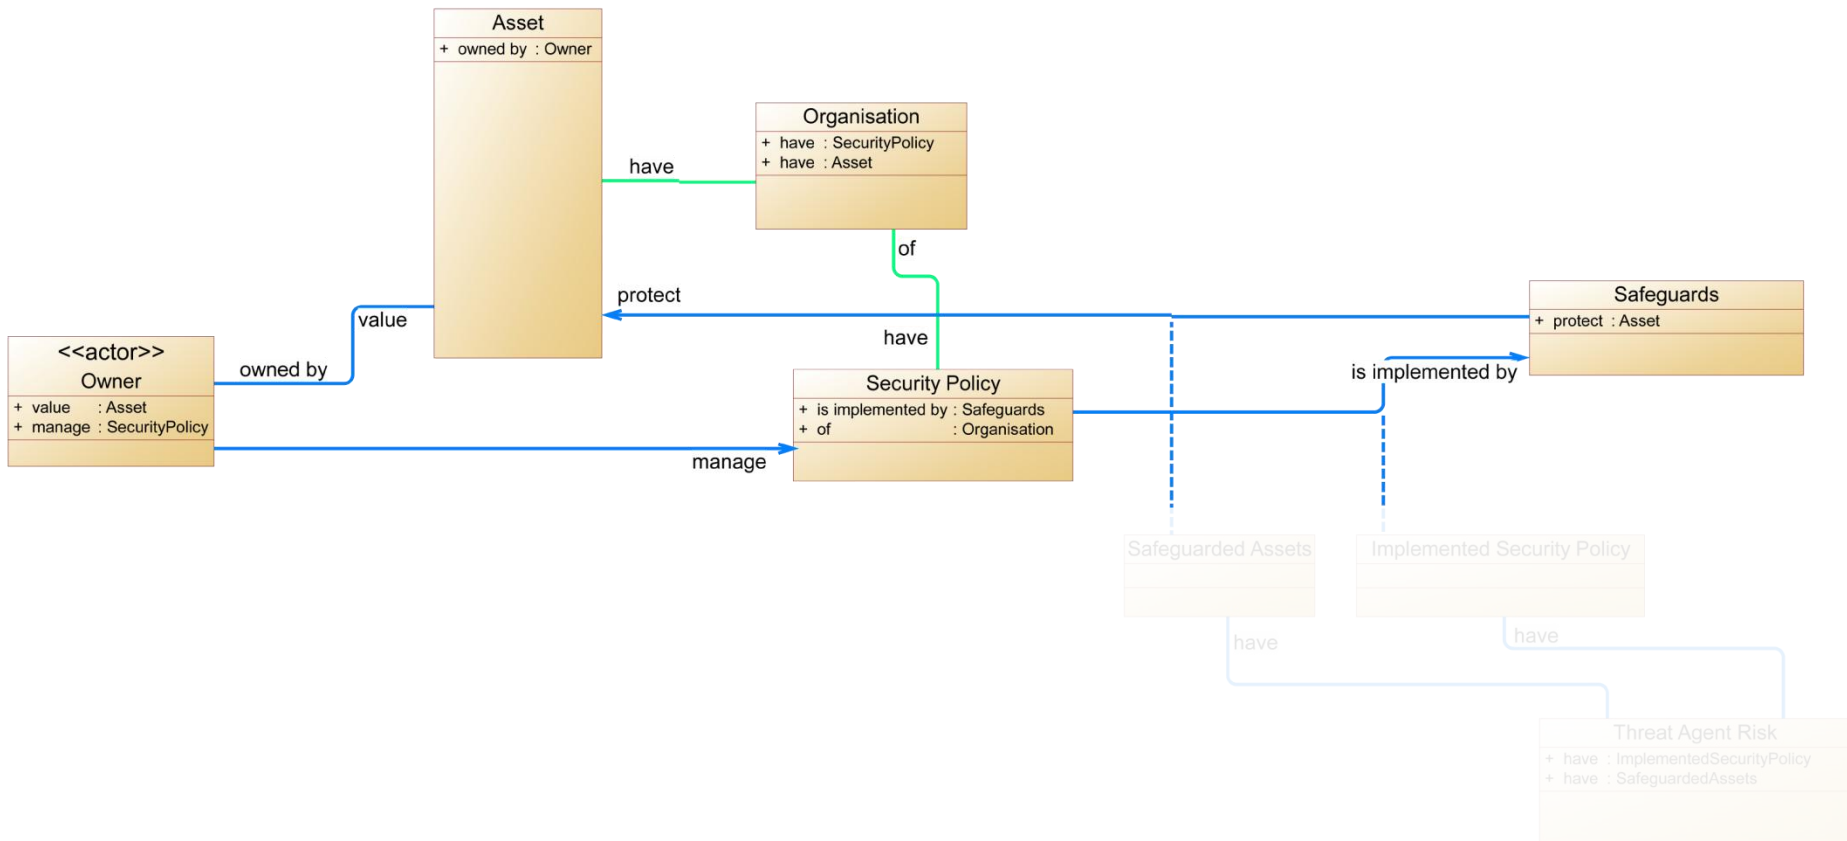 Asset
+ owned by : Owner
Organisation
+ have : SecurityPolicy
+ have : Asset
have
of
protect
Safeguards
+ protect : Asset
value
have
<<actor>>
Owner
+ value : Asset
+ manage : SecurityPolicy
owned by
is implemented by
Security Policy
+ is implemented by : Safeguards
+ of : Organisation
manage
Safeguarded Assets
Implemented Security Policy
have
have
Threat Agent Risk
+ have : ImplementedSecurityPolicy
+ have : SafeguardedAssets